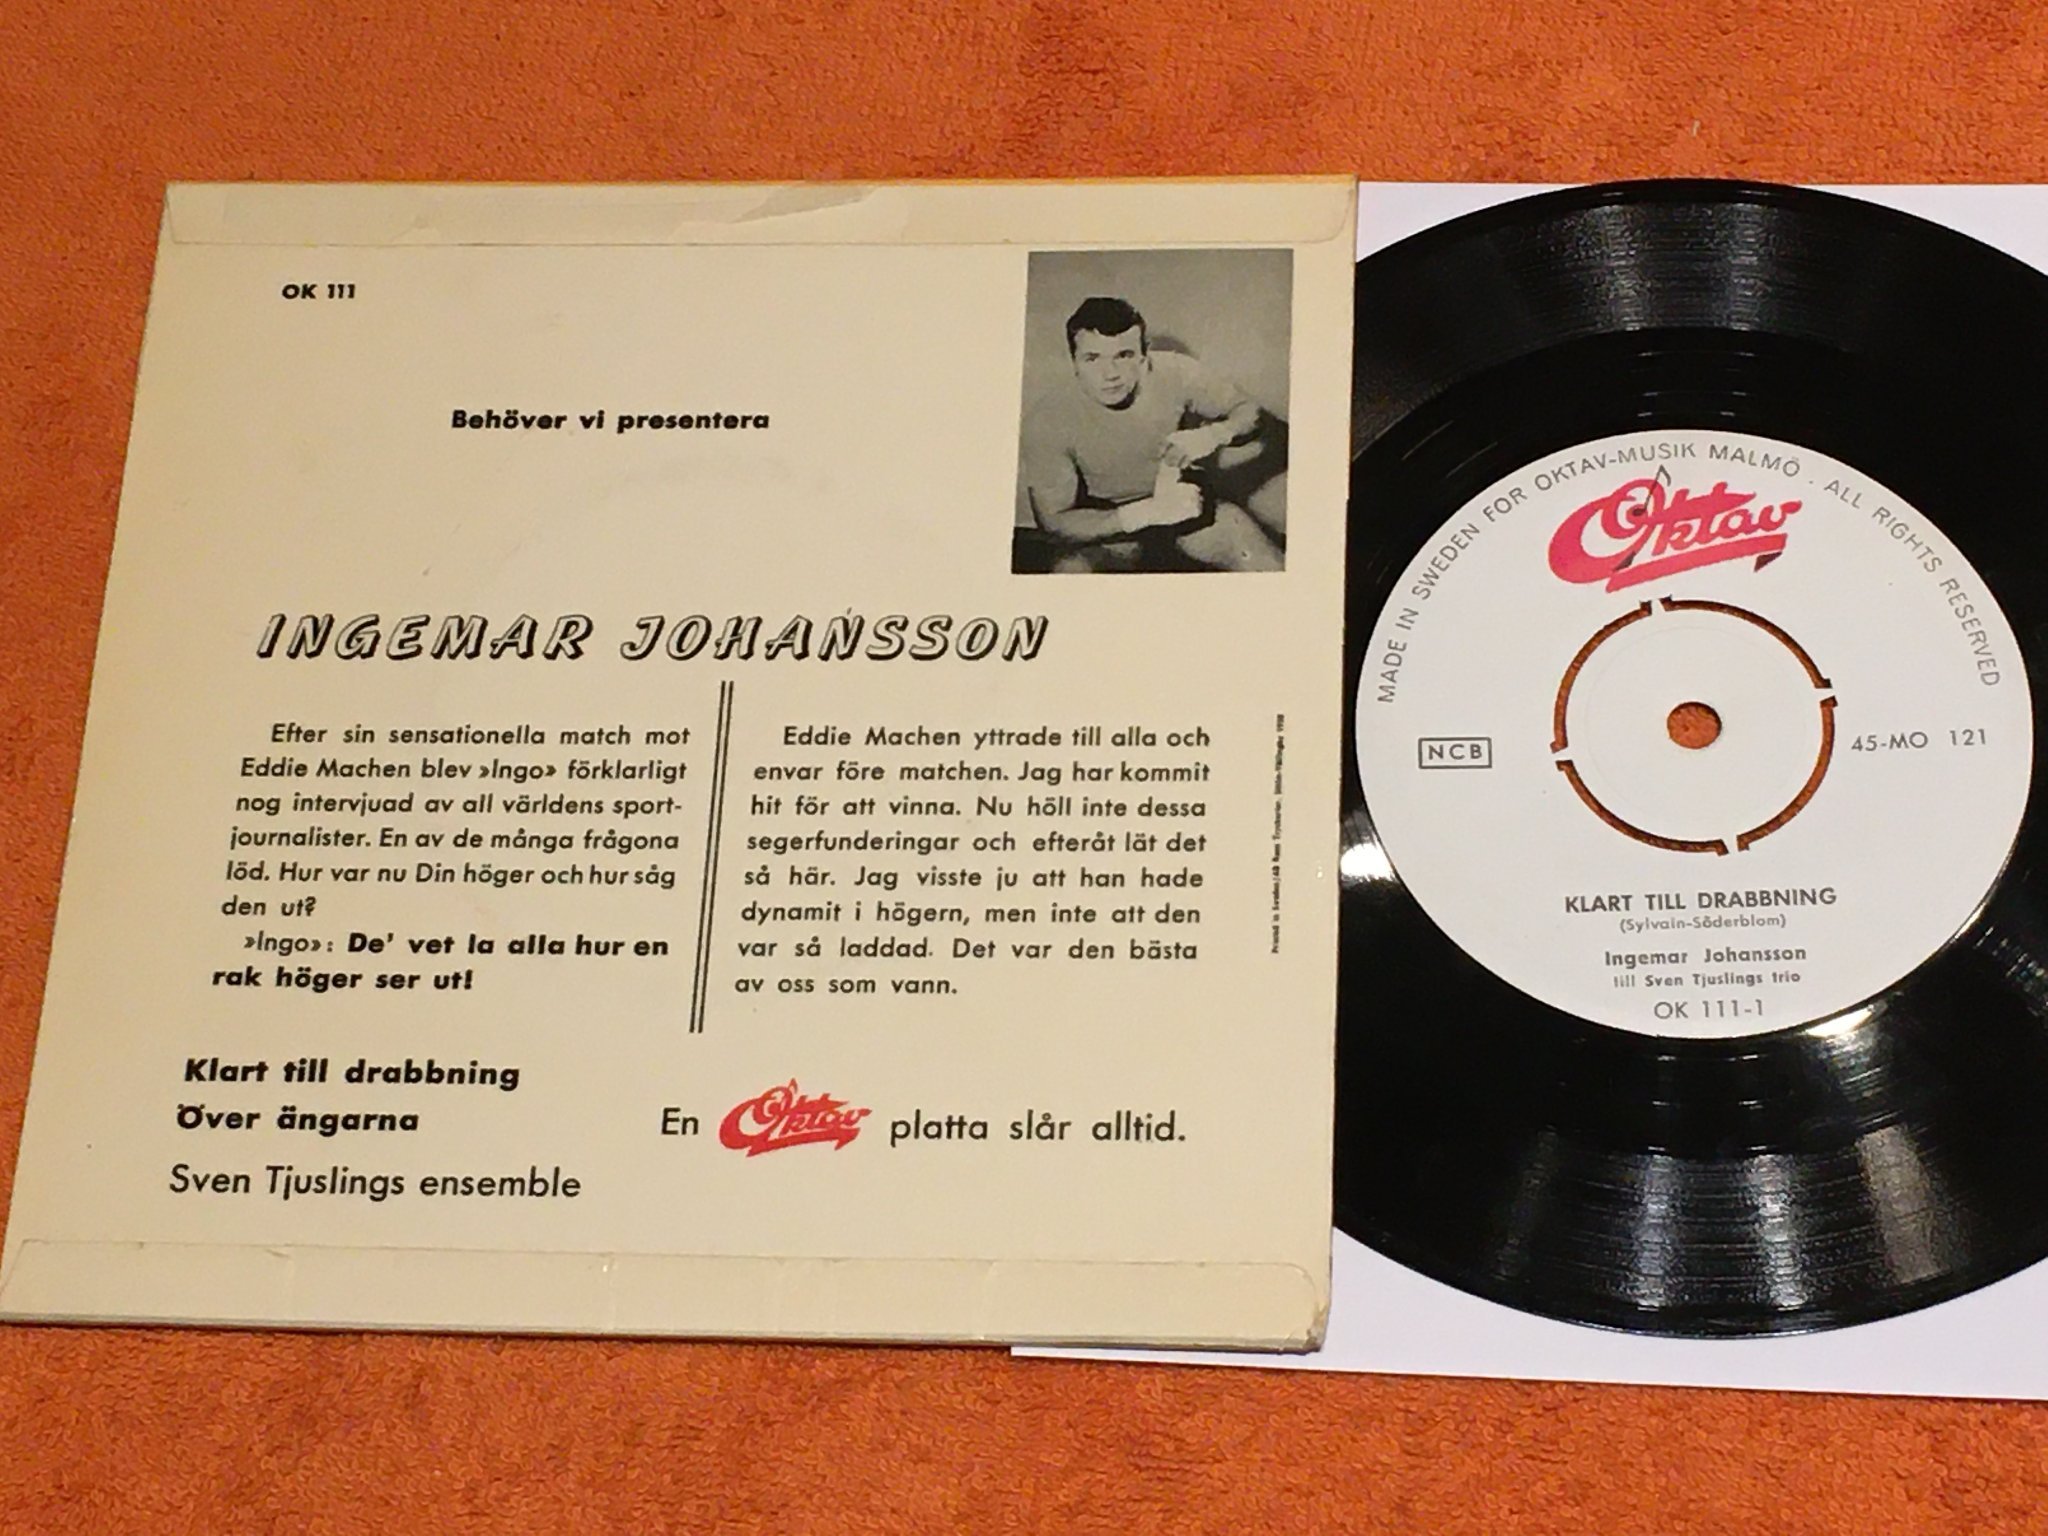 OK 111
Behöver vi presentera
INGEMAR JOHANSSON
Efter sin sensationella match mot
Eddie Machen blev »Ingo» förklarligt
nog intervjuad av all världens sport-
journalister. En av de många frågona
löd. Hur var nu Din höger och hur såg
den ut?
»Ingo»: De' vet la alla hur en
rak höger ser ut!
Eddie Machen yttrade till alla och
envar före matchen. Jag har kommit
hit för att vinna. Nu höll inte dessa
segerfunderingar och efteråt lät det
så här. Jag visste ju att han hade
dynamit i högern, men inte att den
var så laddad. Det var den bästa
av oss som vann.
Printed in Sweden/AB
1958
Klart till drabbning
Över ängarna
Sven Tjuslings ensemble
En Oktav platta slår alltid.
MADE IN SWEDEN FOR OKTAV-MUSIK MALMÖ . ALL RIGHTS RESERVED
Oktav
NCB
45-MO 121
KLART TILL DRABBNING
(Sylvain-Söderblom)
Ingemar Johansson
till Sven Tjuslings trio
OK 111-1